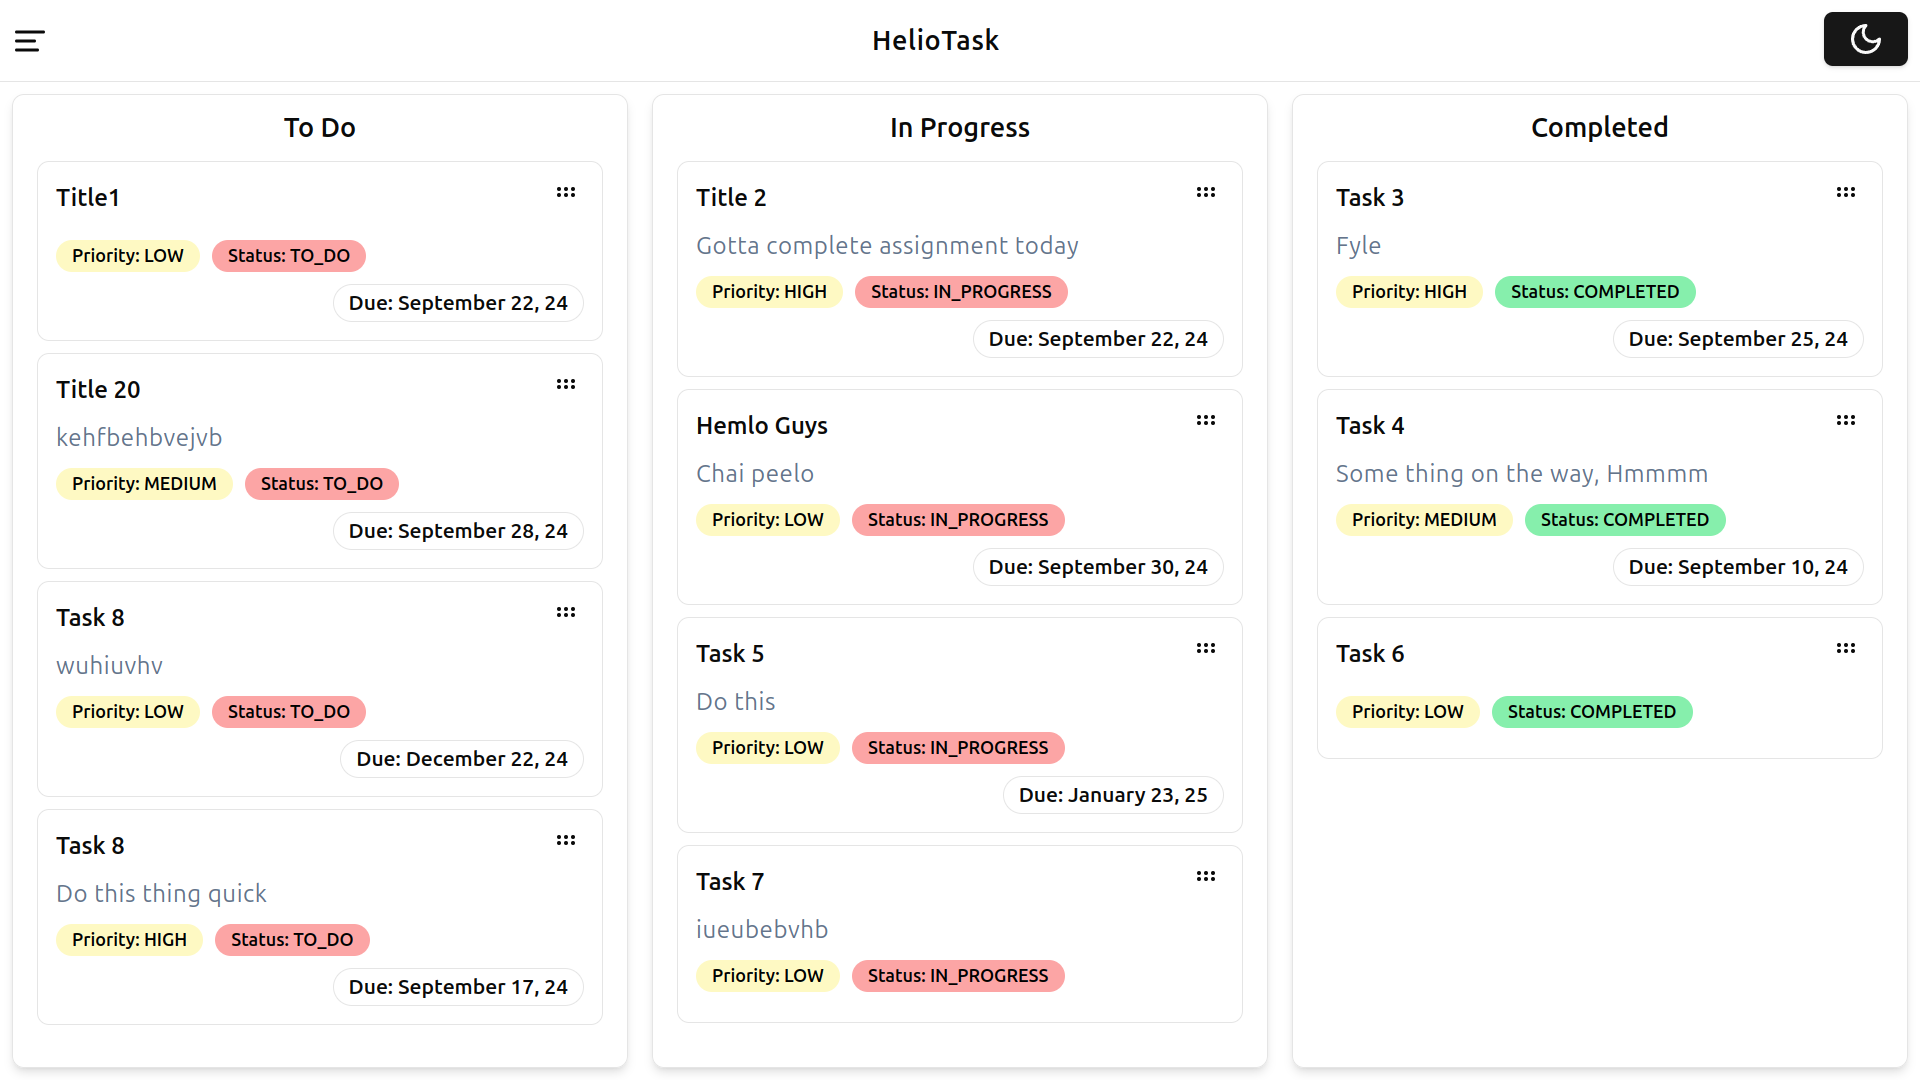 HelioTask
To Do
Title1
Priority: LOW
Status: TO_DO
Due: September 22, 24
Title 20
kehfbehbvejvb
Priority: MEDIUM
Status: TO_DO
Due: September 28, 24
Task 8
wuhiuvhv
Priority: LOW
Status: TO_DO
Due: December 22, 24
Task 8
Do this thing quick
Priority: HIGH
Status: TO_DO
Due: September 17, 24
In Progress
Title 2
Gotta complete assignment today
Priority: HIGH
Status: IN_PROGRESS
Due: September 22, 24
Hemlo Guys
Chai peelo
Priority: LOW
Status: IN_PROGRESS
Due: September 30, 24
Task 5
Do this
Priority: LOW
Status: IN_PROGRESS
Due: January 23, 25
Task 7
iueubebvhb
Priority: LOW
Status: IN_PROGRESS
Completed
Task 3
Fyle
Priority: HIGH
Status: COMPLETED
Due: September 25, 24
Task 4
Some thing on the way, Hmmmm
Priority: MEDIUM
Status: COMPLETED
Due: September 10, 24
Task 6
Priority: LOW
Status: COMPLETED